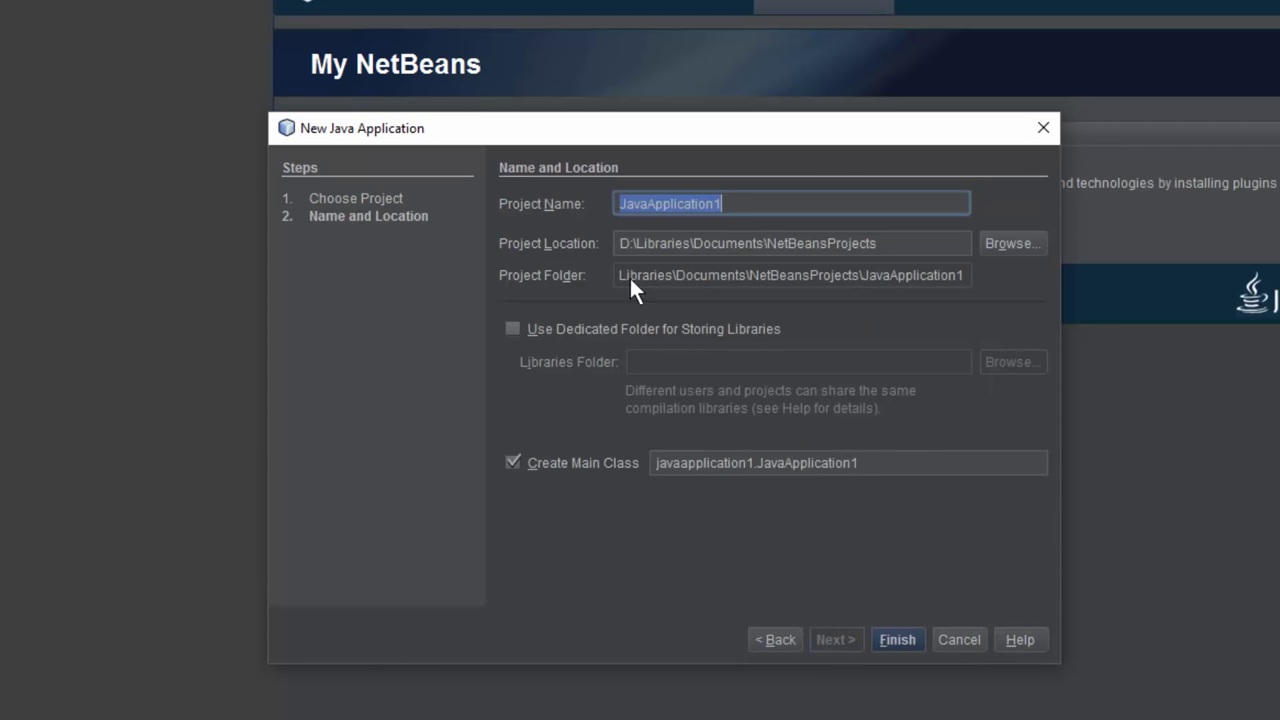 My NetBeans
New Java Application
Steps
1. Choose Project
2. Name and Location
Name and Location
Project Name: JavaApplication1
Project Location: D:\Libraries\Documents\NetBeansProjects Browse...
Project Folder: Libraries\Documents\NetBeansProjects\JavaApplication1
Use Dedicated Folder for Storing Libraries
Libraries Folder: Browse...
Different users and projects can share the same
compilation libraries (see Help for details).
Create Main Class javaapplication1.JavaApplication1
< Back Next > Finish Cancel Help
d technologies by installing plugins
J